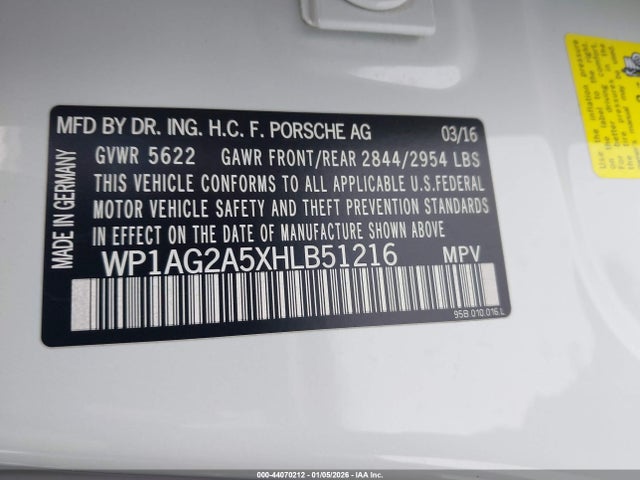 MFD BY DR. ING. H.C. F. PORSCHE AG 03/16
GVWR 5622 GAWR FRONT/REAR 2844/2954 LBS
THIS VEHICLE CONFORMS TO ALL APPLICABLE U.S.FEDERAL
MOTOR VEHICLE SAFETY AND THEFT PREVENTION STANDARDS
IN EFFECT ON THE DATE OF MANUFACTURE SHOWN ABOVE
WP1AG2A5XHLB51216 MPV
95B.010.016.L
MADE IN GERMANY
000-44070212 - 01/05/2026 - IAA Holdings, LLC.